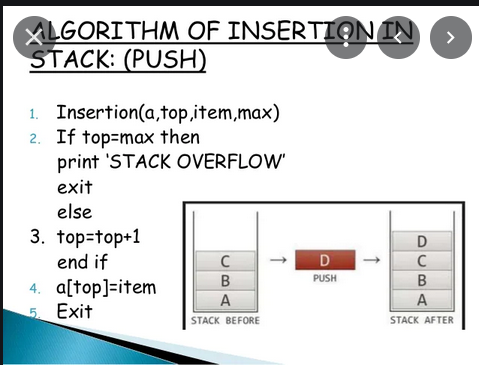 ALGORITHM OF INSERTION IN
STACK: (PUSH)
1. Insertion(a,top,item,max)
2. If top=max then
print ‘STACK OVERFLOW’
exit
else
3. top=top+1
end if
4. a[top]=item
5. Exit
C
B
A
STACK BEFORE
D
PUSH
D
C
B
A
STACK AFTER